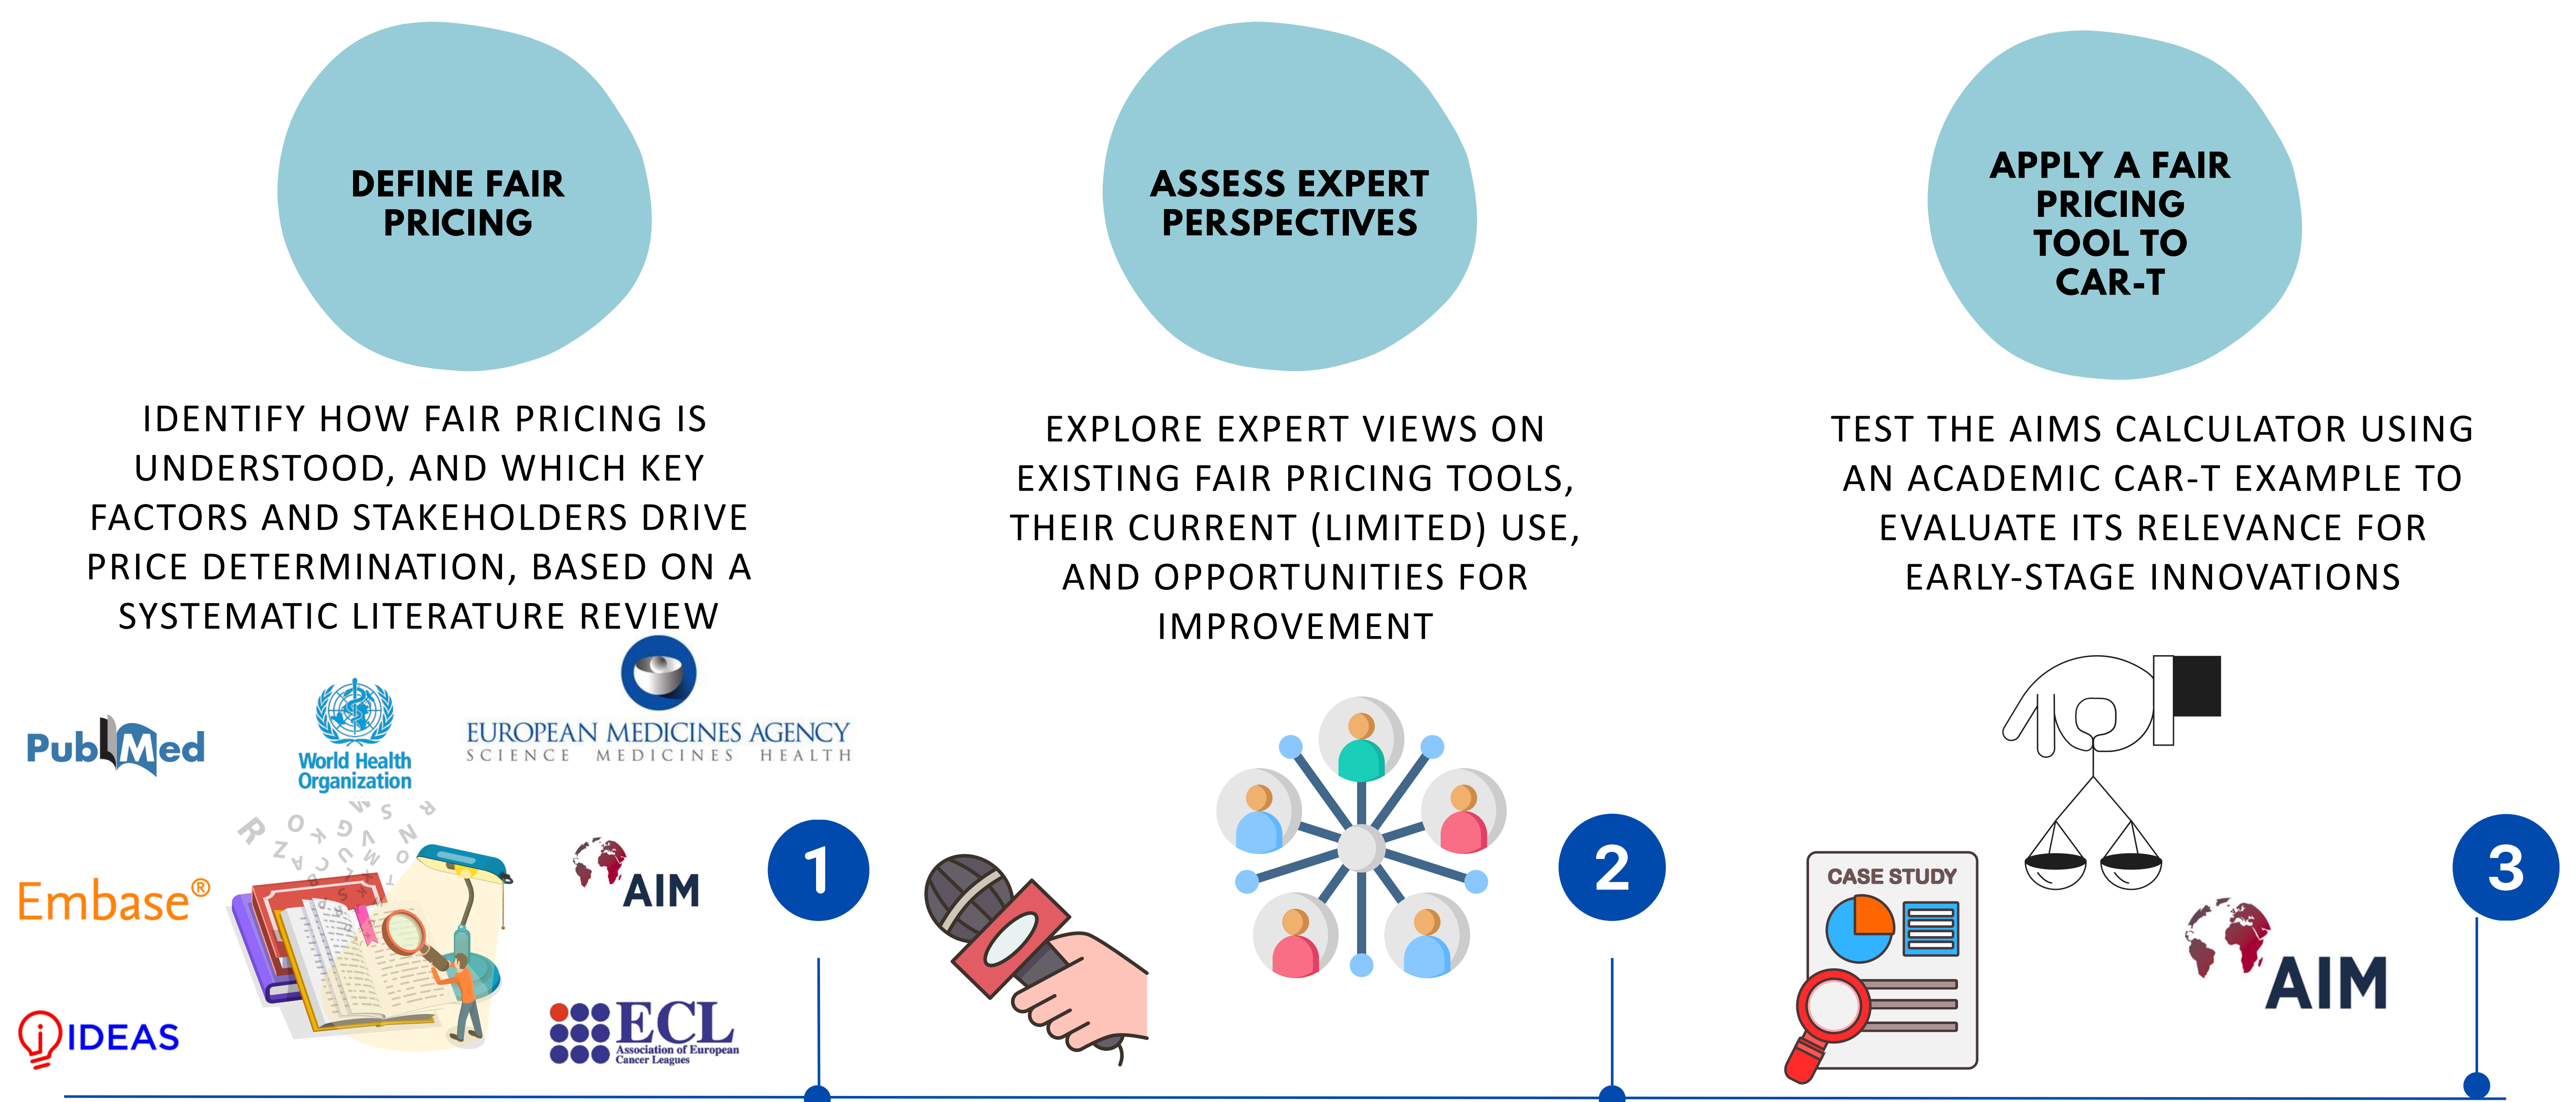 DEFINE FAIR
PRICING
IDENTIFY HOW FAIR PRICING IS
UNDERSTOOD, AND WHICH KEY
FACTORS AND STAKEHOLDERS DRIVE
PRICE DETERMINATION, BASED ON A
SYSTEMATIC LITERATURE REVIEW
PubMed
World Health
Organization
EUROPEAN MEDICINES AGENCY
SCIENCE MEDICINES HEALTH
Embase®
AIM
IDEAS
ECL
Association of European
Cancer Leagues
1
ASSESS EXPERT
PERSPECTIVES
EXPLORE EXPERT VIEWS ON
EXISTING FAIR PRICING TOOLS,
THEIR CURRENT (LIMITED) USE,
AND OPPORTUNITIES FOR
IMPROVEMENT
2
APPLY A FAIR
PRICING
TOOL TO
CAR-T
TEST THE AIMS CALCULATOR USING
AN ACADEMIC CAR-T EXAMPLE TO
EVALUATE ITS RELEVANCE FOR
EARLY-STAGE INNOVATIONS
CASE STUDY
AIM
3